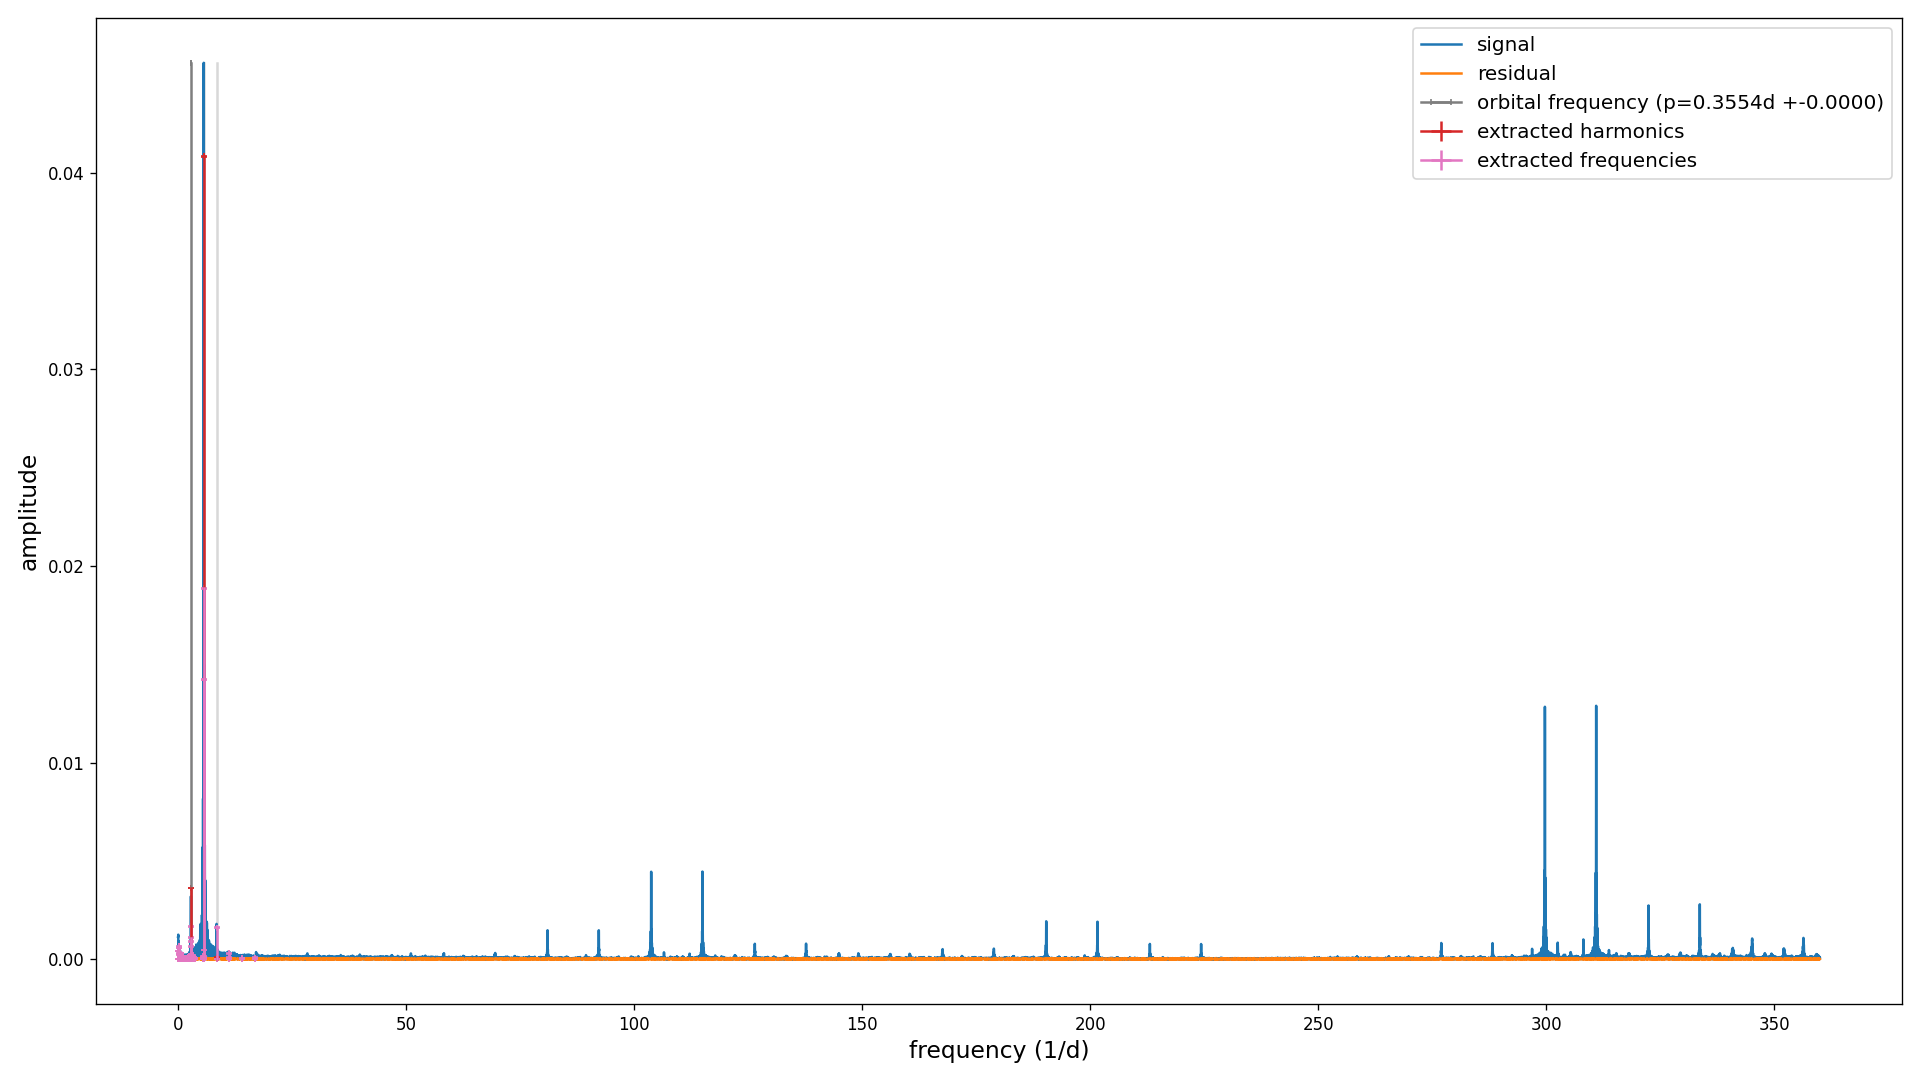 signal
residual
orbital frequency (p=0.3554d +-0.0000)
extracted harmonics
extracted frequencies
amplitude
0.04
0.03
0.02
0.01
0.00
0 50 100 150 200 250 300 350
frequency (1/d)